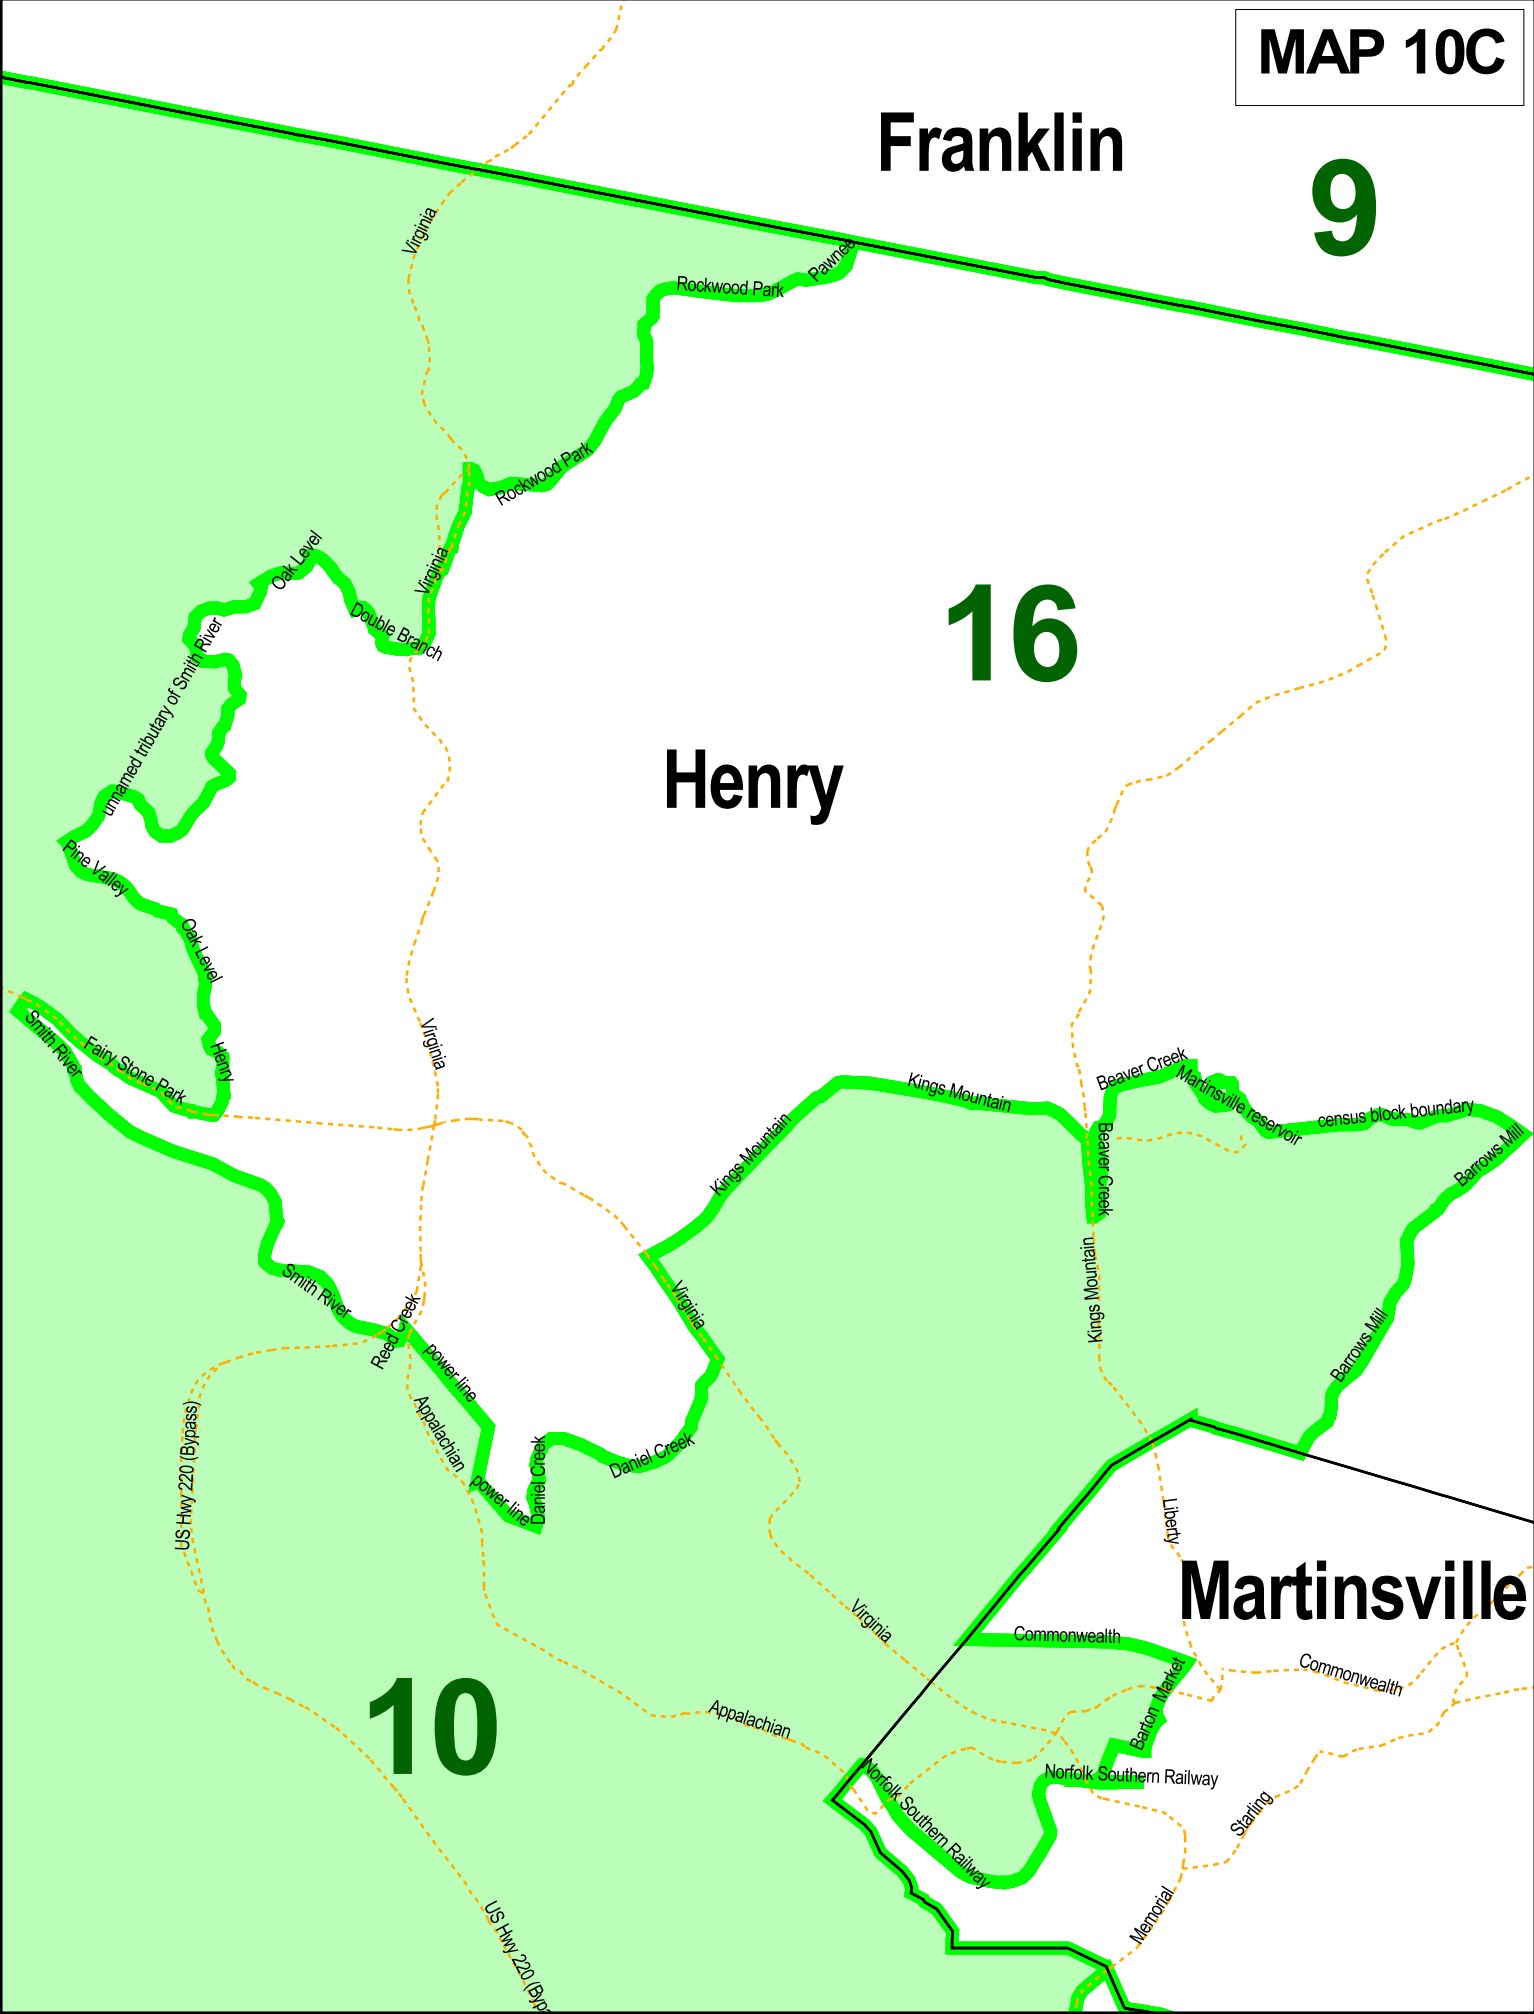 MAP 10C
Franklin
9
Virginia
Pawnee
Rockwood Park
Rockwood Park
Oak Level
Virginia
Double Branch
16
unnamed tributary of Smith River
Henry
Pine Valley
Oak Level
Smith River
Fairy Stone Park
Henry
Virginia
Kings Mountain
Kings Mountain
Beaver Creek
Martinsville reservoir
census block boundary
Barrows Mill
Beaver Creek
Kings Mountain
Smith River
Reed Creek
Virginia
power line
Barrows Mill
Appalachian
US Hwy 220 (Bypass)
Daniel Creek
Daniel Creek
power line
Liberty
Martinsville
Virginia
Commonwealth
Commonwealth
Barton Market
10
Appalachian
Norfolk Southern Railway
Norfolk Southern Railway
Starling
Memorial
US Hwy 220 (Bypa